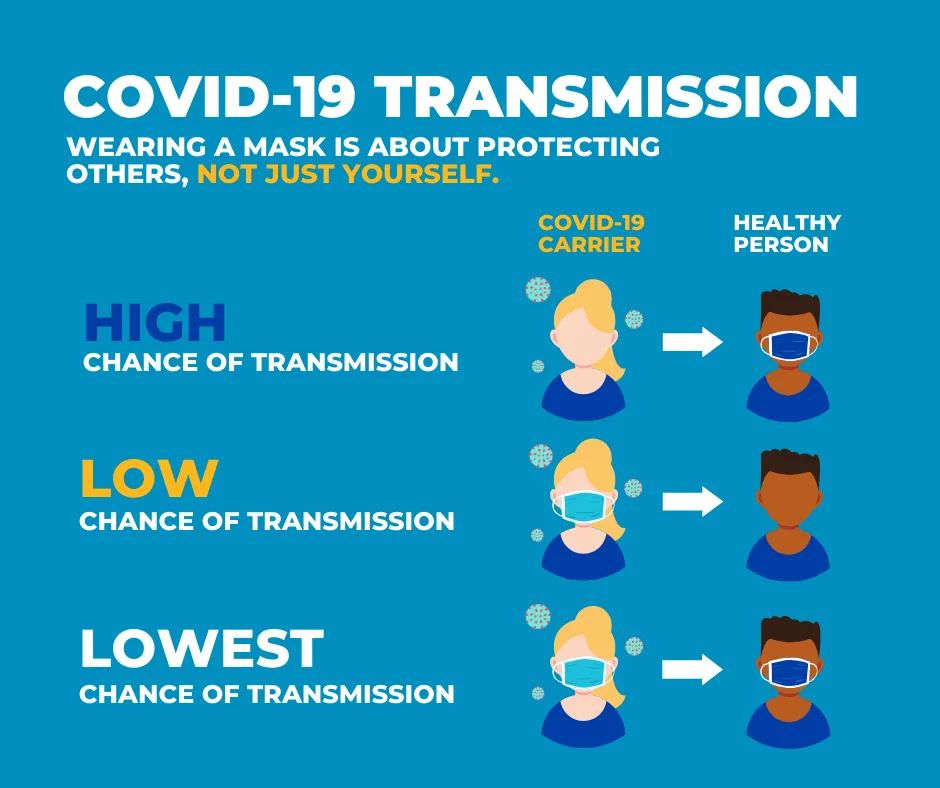 COVID-19 TRANSMISSION
WEARING A MASK IS ABOUT PROTECTING
OTHERS, NOT JUST YOURSELF.
COVID-19
CARRIER
HEALTHY
PERSON
HIGH
CHANCE OF TRANSMISSION
LOW
CHANCE OF TRANSMISSION
LOWEST
CHANCE OF TRANSMISSION